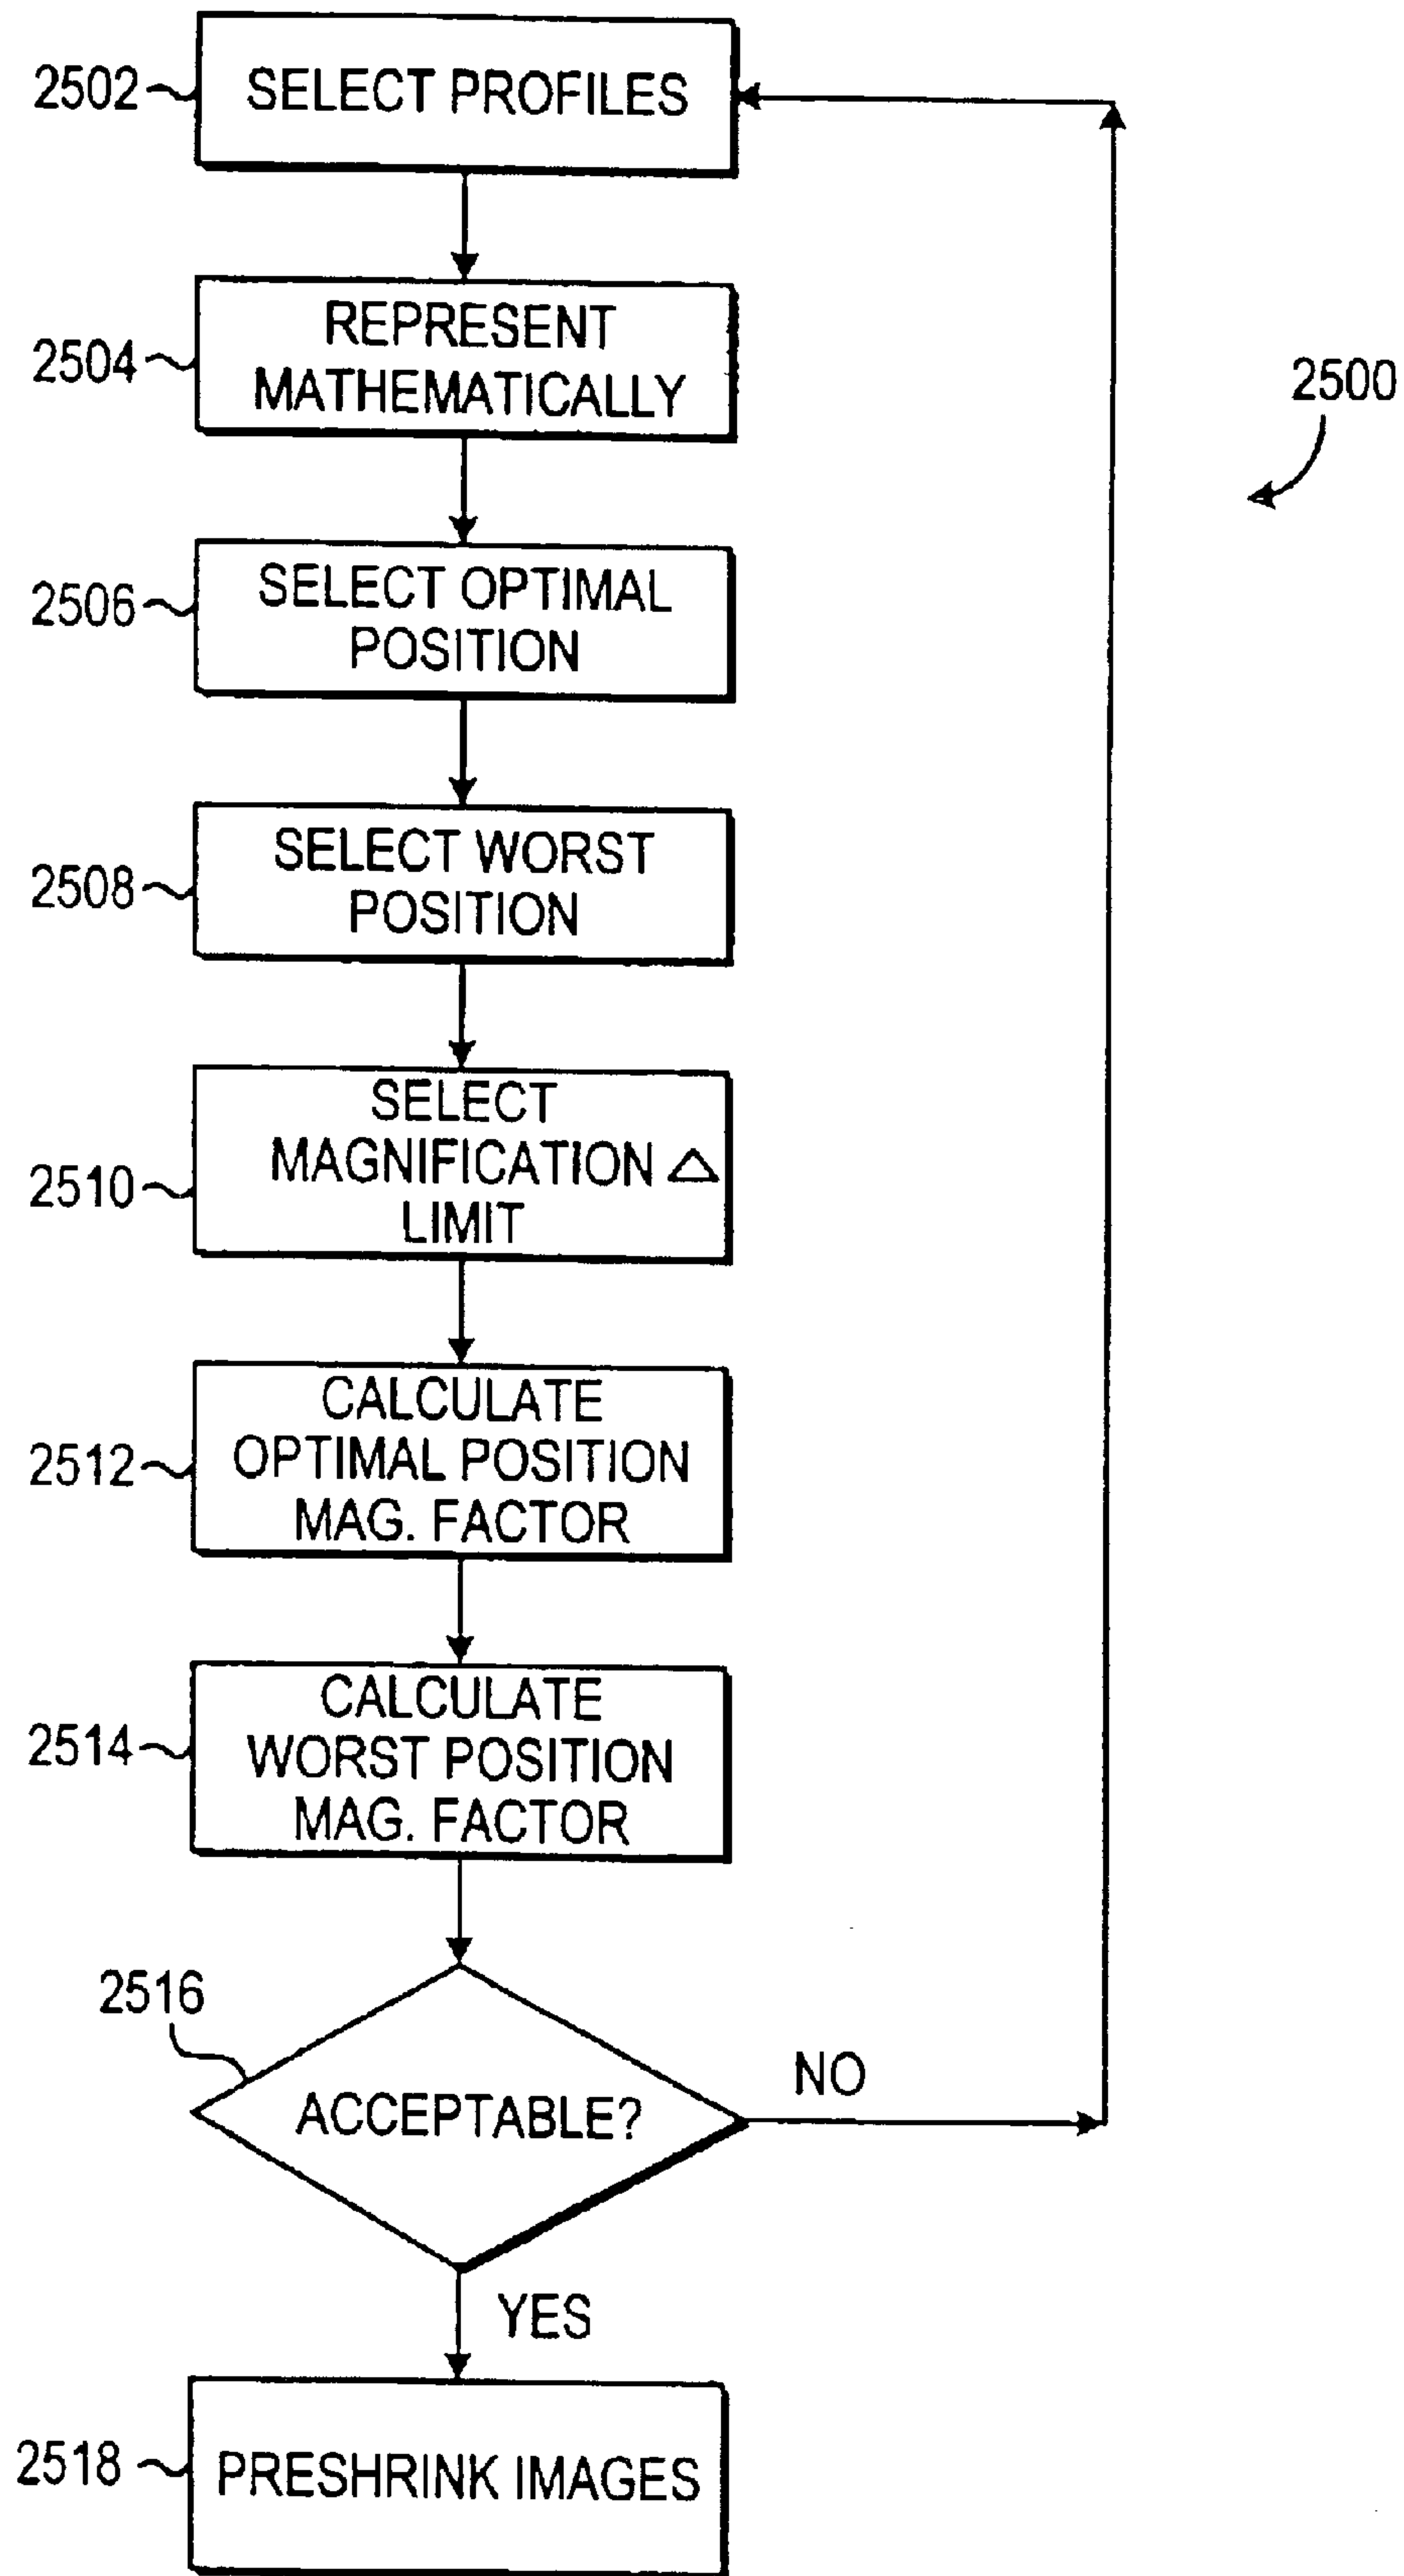 2502
SELECT PROFILES
2504
REPRESENT
MATHEMATICALLY
2500
2506
SELECT OPTIMAL
POSITION
2508
SELECT WORST
POSITION
2510
SELECT
MAGNIFICATION △
LIMIT
2512
CALCULATE
OPTIMAL POSITION
MAG. FACTOR
2514
CALCULATE
WORST POSITION
MAG. FACTOR
2516
ACCEPTABLE?
NO
YES
2518
PRESHRINK IMAGES